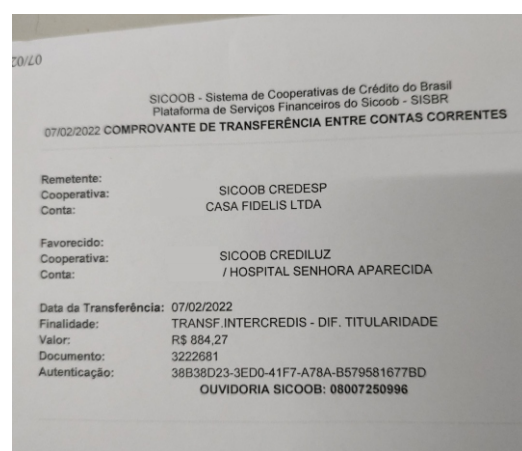 SICOOB - Sistema de Cooperativas de Crédito do Brasil
Plataforma de Serviços Financeiros do Sicoob - SISBR
07/02/2022 COMPROVANTE DE TRANSFERÊNCIA ENTRE CONTAS CORRENTES
Remetente:
Cooperativa: SICOOB CREDESP
Conta: CASA FIDELIS LTDA
Favorecido:
Cooperativa: SICOOB CREDILUZ
Conta: / HOSPITAL SENHORA APARECIDA
Data da Transferência: 07/02/2022
Finalidade: TRANSF.INTERCREDIS - DIF. TITULARIDADE
Valor: R$ 884,27
Documento: 3222681
Autenticação: 38B38D23-3ED0-41F7-A78A-B579581677BD
OUVIDORIA SICOOB: 08007250996